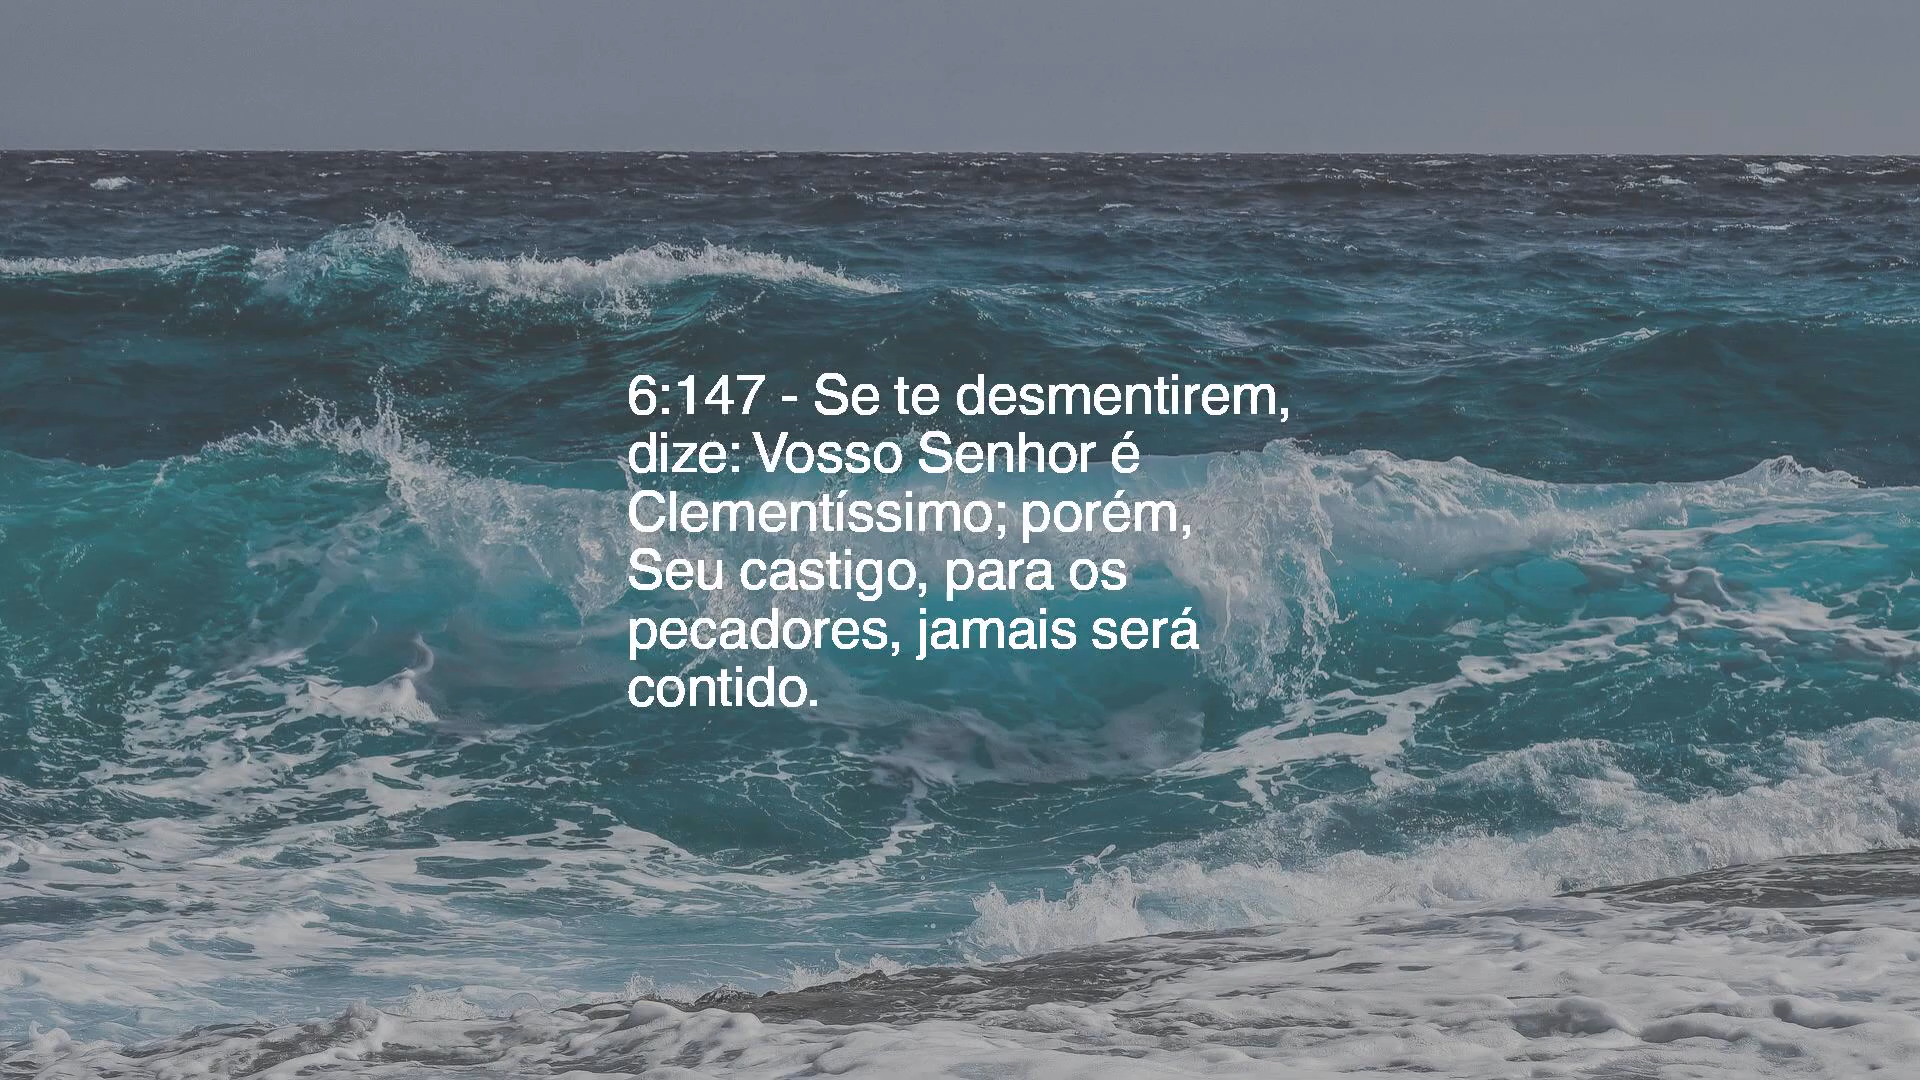 6:147 - Se te desmentirem,
dize: Vosso Senhor é
Clementíssimo; porém,
Seu castigo, para os
pecadores, jamais será
contido.